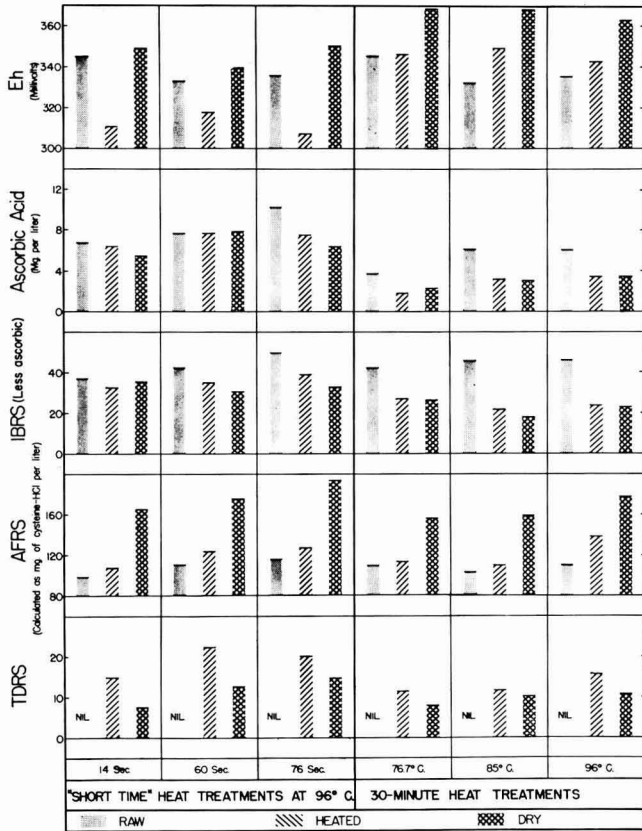 Eh
(Millivolts)
360
340
320
300
Ascorbic Acid
(Mg. per liter)
12
8
4
0
IBRS (Less ascorbic)
40
20
0
AFRS
(Calculated as mg of cysteine-HCl per liter)
160
120
80
TDRS
20
10
0
NIL
NIL
NIL
NIL
NIL
NIL
14 Sec.
60 Sec.
76 Sec.
76.7° C.
85° C.
96° C.
"SHORT TIME" HEAT TREATMENTS AT 96° C.
30-MINUTE HEAT TREATMENTS
RAW
HEATED
DRY